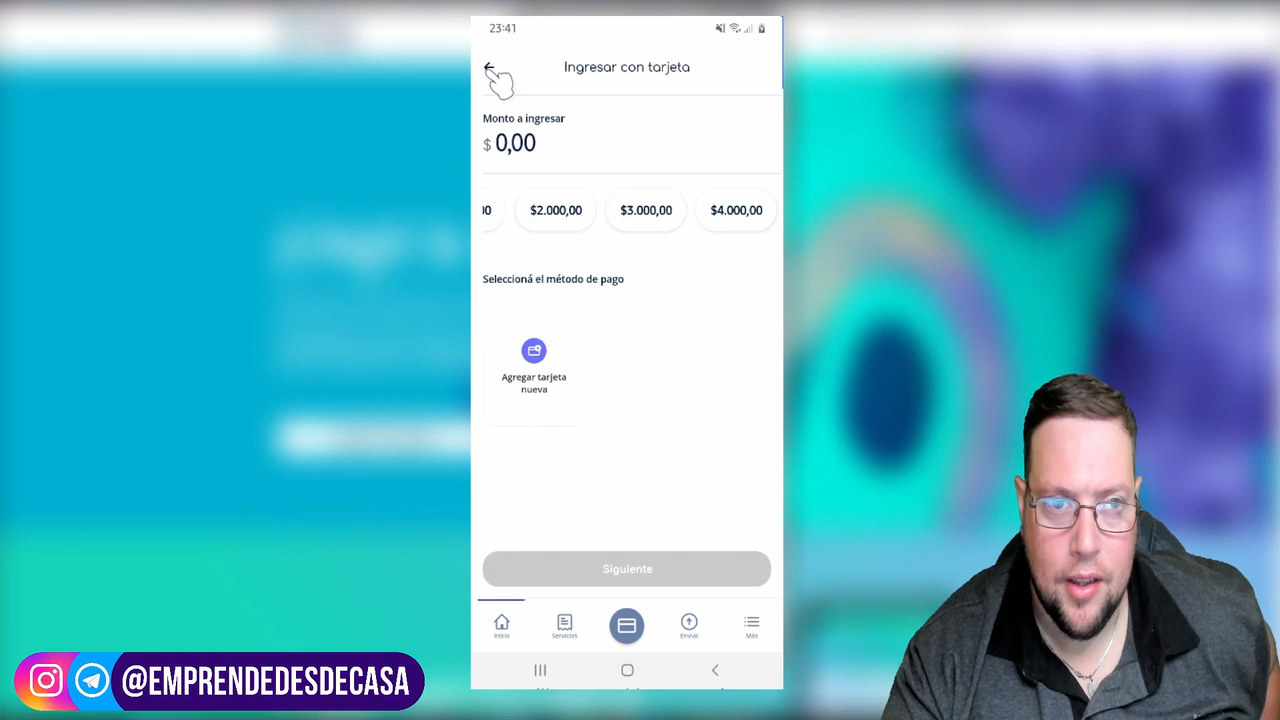 23:41
Ingresar con tarjeta
Monto a ingresar
$ 0,00
00 $2.000,00 $3.000,00 $4.000,00
Seleccioná el método de pago
Agregar tarjeta
nueva
Siguiente
Inicio Servicios Enviar Más
@EMPRENDEDESDECASA